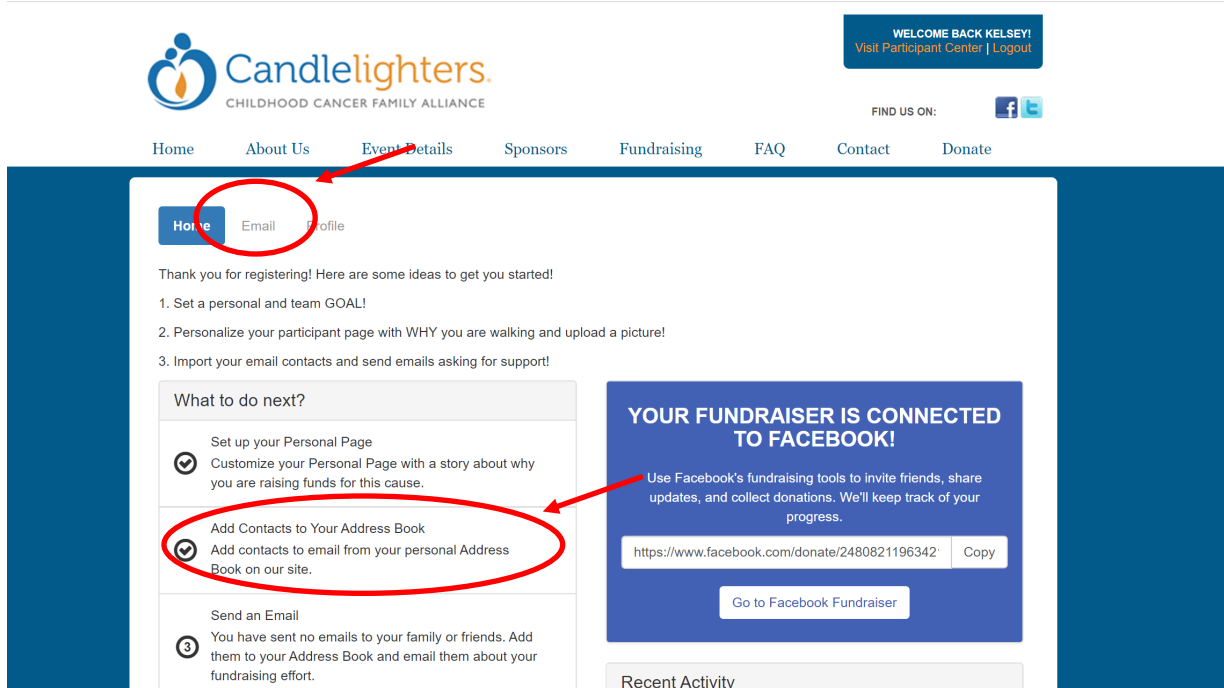 WELCOME BACK KELSEY!
Visit Participant Center | Logout
Candlelighters.
CHILDHOOD CANCER FAMILY ALLIANCE
FIND US ON:
Home About Us Event Details Sponsors Fundraising FAQ Contact Donate
Home Email Profile
Thank you for registering! Here are some ideas to get you started!
1. Set a personal and team GOAL!
2. Personalize your participant page with WHY you are walking and upload a picture!
3. Import your email contacts and send emails asking for support!
What to do next?
Set up your Personal Page
Customize your Personal Page with a story about why
you are raising funds for this cause.
Add Contacts to Your Address Book
Add contacts to email from your personal Address
Book on our site.
3
Send an Email
You have sent no emails to your family or friends. Add
them to your Address Book and email them about your
fundraising effort.
YOUR FUNDRAISER IS CONNECTED
TO FACEBOOK!
Use Facebook's fundraising tools to invite friends, share
updates, and collect donations. We'll keep track of your
progress.
https://www.facebook.com/donate/2480821196342 Copy
Go to Facebook Fundraiser
Recent Activity